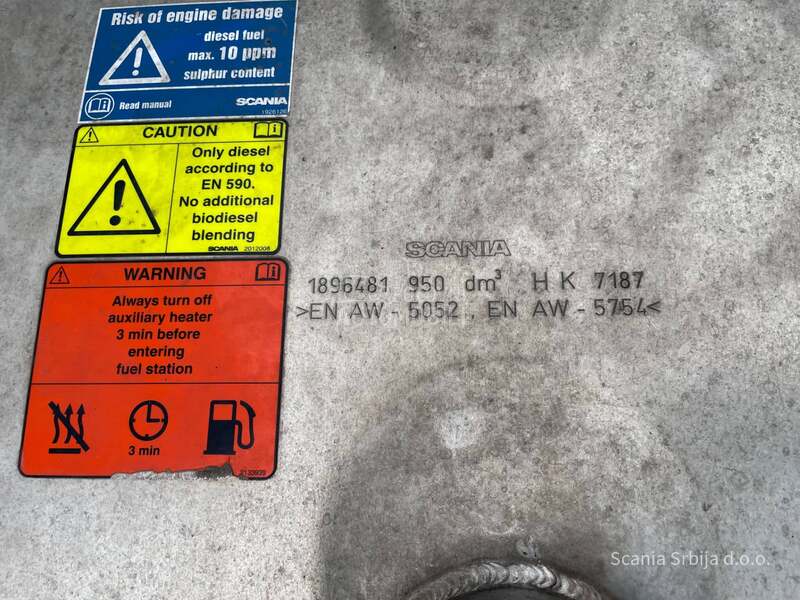 Risk of engine damage
diesel fuel
max. 10 ppm
sulphur content
Read manual
SCANIA
1926126
CAUTION
Only diesel
according to
EN 590.
No additional
biodiesel
blending
SCANIA 2012008
WARNING
Always turn off
auxiliary heater
3 min before
entering
fuel station
3 min
SCANIA
1896481 950 dm³ H K 7187
>EN AW - 5052 , EN AW - 5754<
Scania Srbija d.o.o.